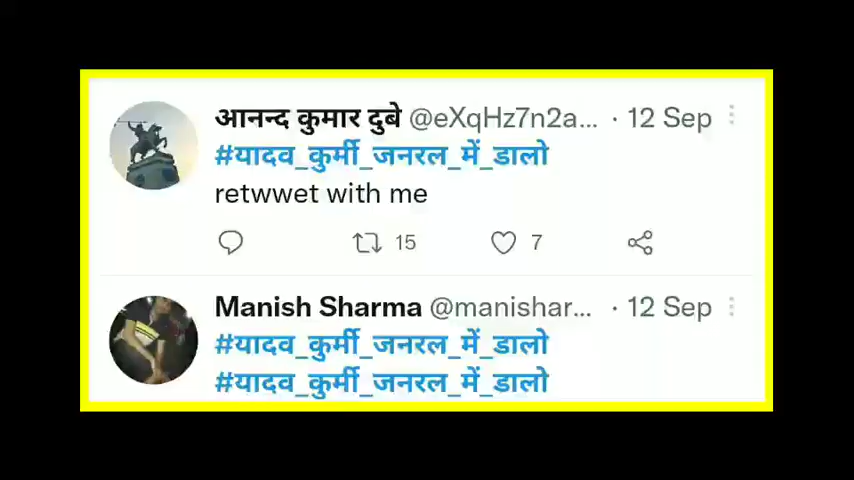 आनन्द कुमार दुबे @eXqHz7n2a... · 12 Sep
#यादव_कुर्मी_जनरल_में_डालो
retwwet with me
15 7
Manish Sharma @manishar... · 12 Sep
#यादव_कुर्मी_जनरल_में_डालो
#यादव_कुर्मी_जनरल_में_डालो